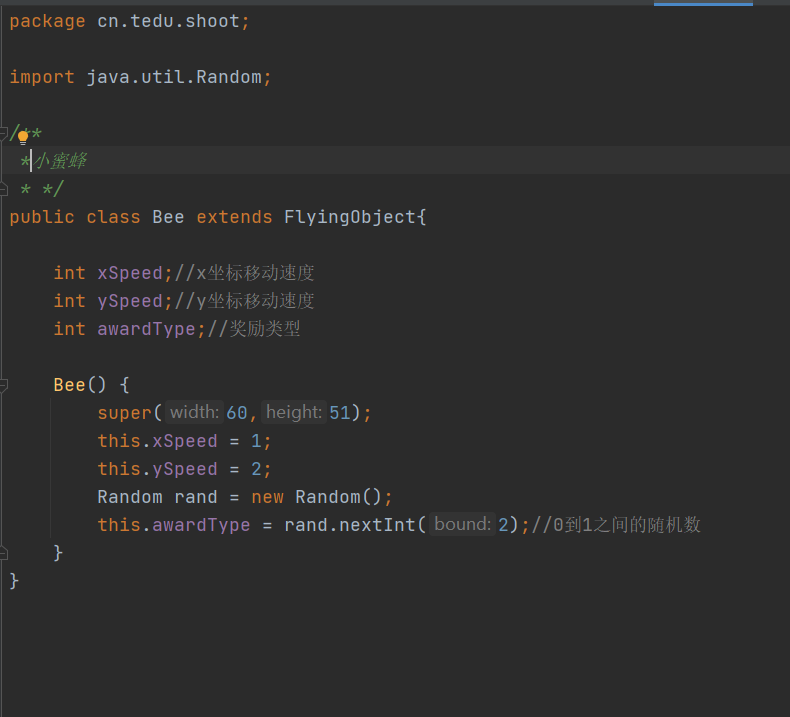 package cn.tedu.shoot;
import java.util.Random;
/**
*小蜜蜂
* */
public class Bee extends FlyingObject{
int xSpeed;//x坐标移动速度
int ySpeed;//y坐标移动速度
int awardType;//奖励类型
Bee() {
super( width: 60, height: 51);
this.xSpeed = 1;
this.ySpeed = 2;
Random rand = new Random();
this.awardType = rand.nextInt( bound: 2);//0到1之间的随机数
}
}